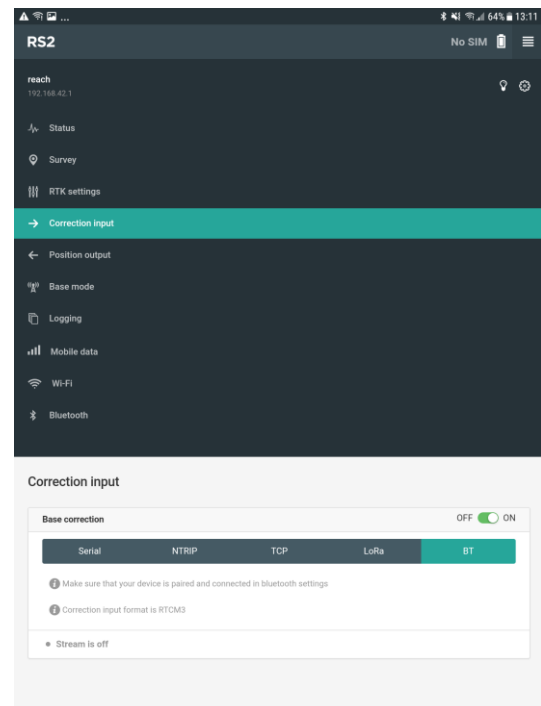 ... 64% 13:11
RS2 No SIM
reach
192.168.42.1
Status
Survey
RTK settings
Correction input
Position output
Base mode
Logging
Mobile data
Wi-Fi
Bluetooth
Correction input
Base correction OFF ON
Serial NTRIP TCP LoRa BT
Make sure that your device is paired and connected in bluetooth settings
Correction input format is RTCM3
Stream is off